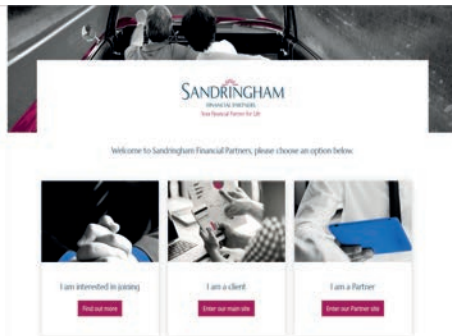 SANDRINGHAM
FINANCIAL PARTNERS
Your Financial Partner for Life
Welcome to Sandringham Financial Partners, please choose an option below.
I am interested in joining
Find out more
I am a client
Enter our main site
I am a Partner
Enter our Partner site